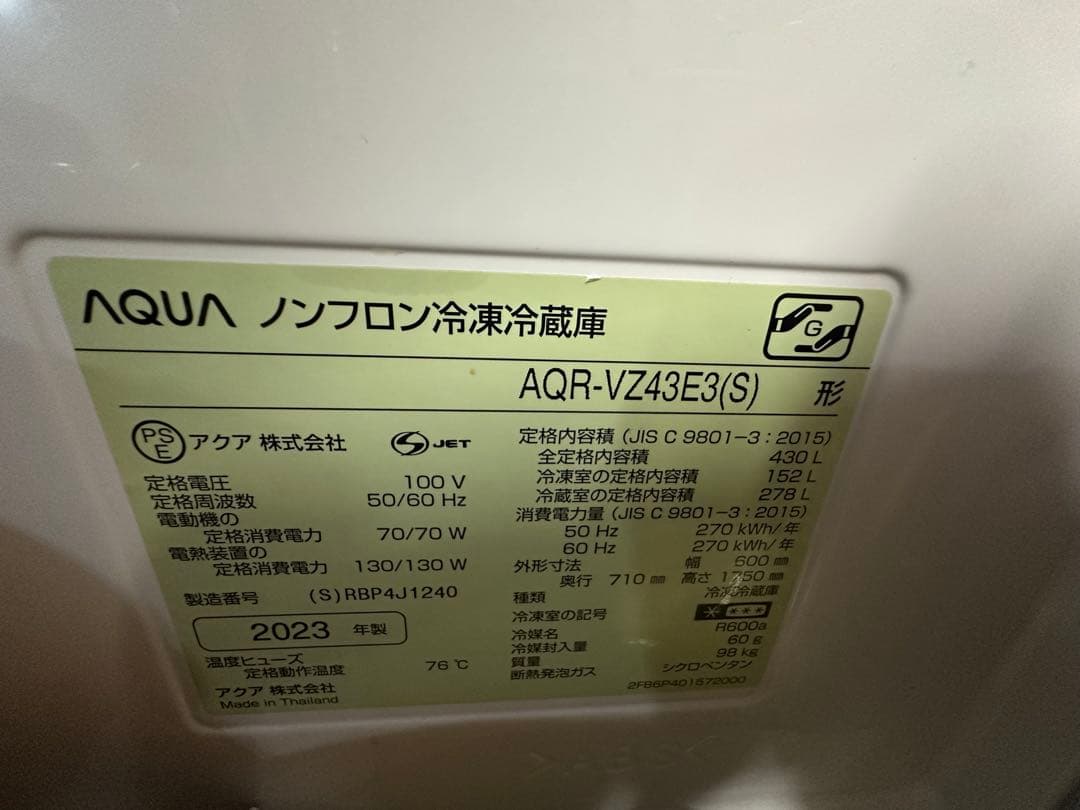 AQUA ノンフロン冷凍冷蔵庫
G
AQR-VZ43E3(S) 形
PSE アクア 株式会社 JET
定格電圧 100 V
定格周波数 50/60 Hz
電動機の
定格消費電力 70/70 W
電熱装置の
定格消費電力 130/130 W
製造番号 (S)RBP4J1240
2023 年製
温度ヒューズ
定格動作温度 76 ℃
アクア 株式会社
Made in Thailand
定格内容積 (JIS C 9801-3:2015)
全定格内容積 430 L
冷凍室の定格内容積 152 L
冷蔵室の定格内容積 278 L
消費電力量 (JIS C 9801-3:2015)
50 Hz 270 kWh/年
60 Hz 270 kWh/年
外形寸法 幅 600 ㎜
奥行 710 ㎜ 高さ 1750 ㎜
種類 冷凍冷蔵庫
冷凍室の記号 * ***
冷媒名 R600a
冷媒封入量 60 g
質量 98 kg
断熱発泡ガス シクロペンタン
2FB6P401572000